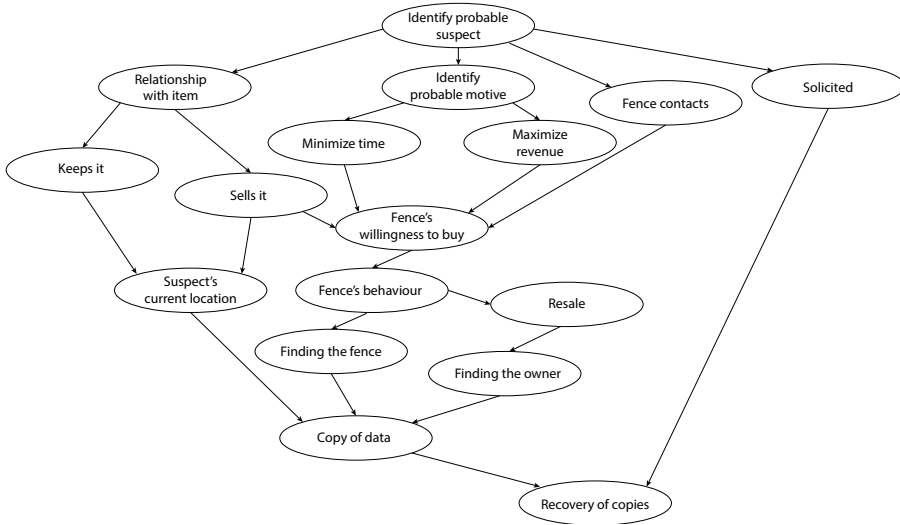 Identify probable
suspect
Relationship
with item
Identify
probable motive
Solicited
Fence contacts
Minimize time
Maximize
revenue
Keeps it
Sells it
Fence's
willingness to buy
Suspect's
current location
Fence's behaviour
Resale
Finding the fence
Finding the owner
Copy of data
Recovery of copies